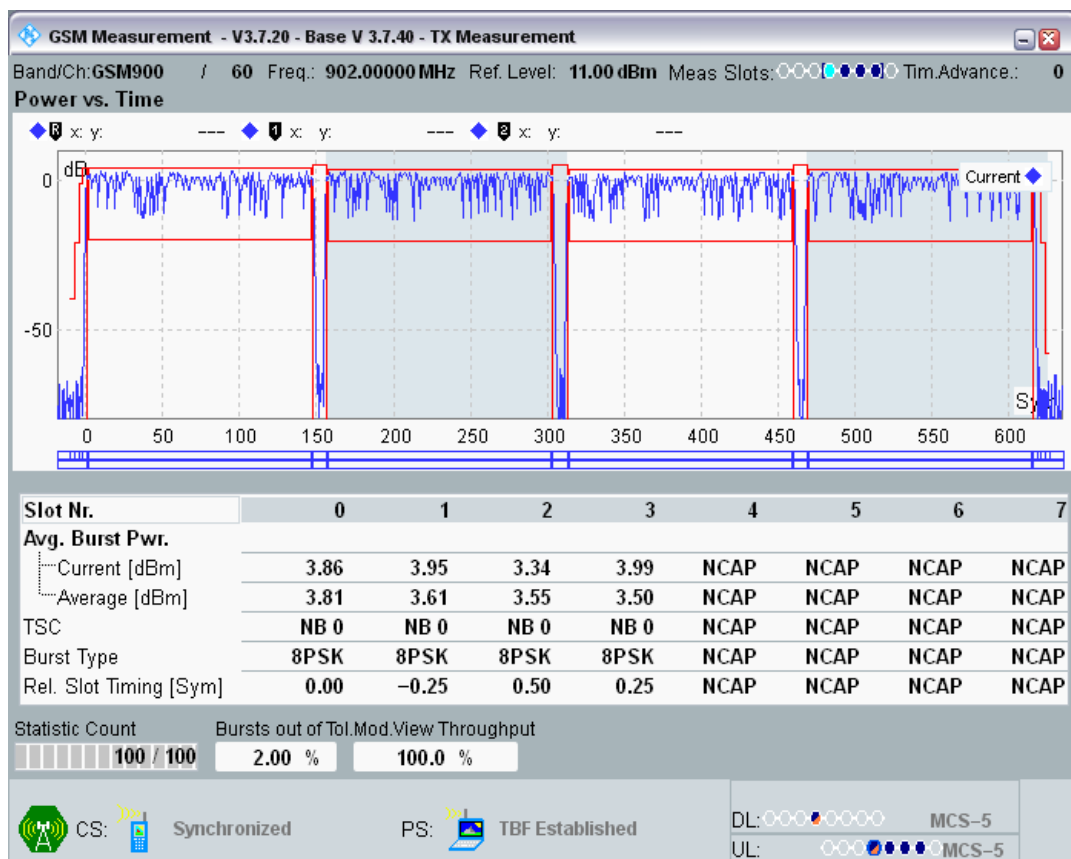 GSM Measurement - V3.7.20 - Base V 3.7.40 - TX Measurement
Band/Ch:GSM900 / 60 Freq.: 902.00000 MHz Ref. Level: 11.00 dBm Meas Slots: Tim.Advance.: 0
Power vs. Time
R x: y: --- 1 x: y: --- 2 x: y: ---
dB
Current
0
-50
0 50 100 150 200 250 300 350 400 450 500 550 600
Slot Nr. 0 1 2 3 4 5 6 7
Avg. Burst Pwr.
Current [dBm] 3.86 3.95 3.34 3.99 NCAP NCAP NCAP NCAP
Average [dBm] 3.81 3.61 3.55 3.50 NCAP NCAP NCAP NCAP
TSC NB 0 NB 0 NB 0 NB 0 NCAP NCAP NCAP NCAP
Burst Type 8PSK 8PSK 8PSK 8PSK NCAP NCAP NCAP NCAP
Rel. Slot Timing [Sym] 0.00 −0.25 0.50 0.25 NCAP NCAP NCAP NCAP
Statistic Count Bursts out of Tol.Mod.View Throughput
100 / 100 2.00 % 100.0 %
CS: Synchronized PS: TBF Established
DL: MCS−5
UL: MCS−5